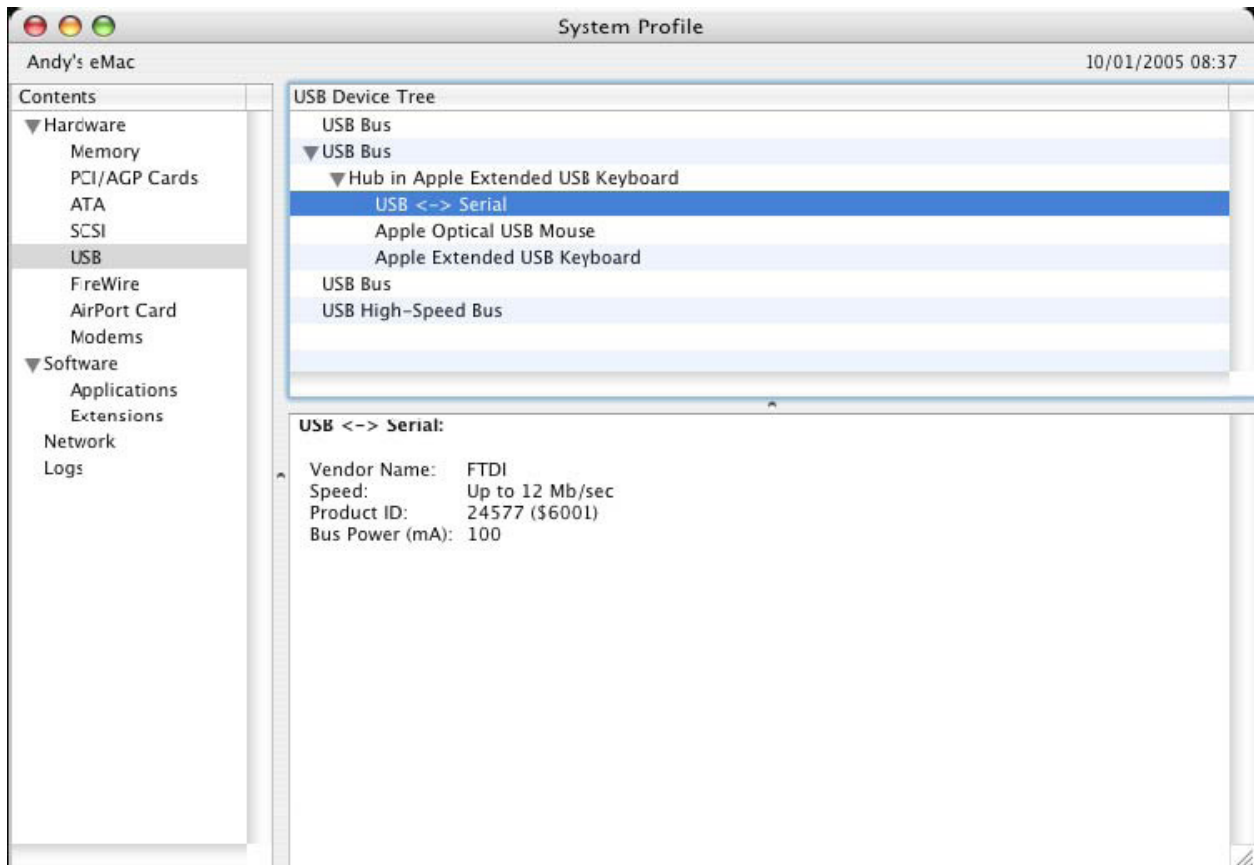 System Profile
Andy's eMac
10/01/2005 08:37
Contents
Hardware
Memory
PCI/AGP Cards
ATA
SCSI
USB
FireWire
AirPort Card
Modems
Software
Applications
Extensions
Network
Logs
USB Device Tree
USB Bus
USB Bus
Hub in Apple Extended USB Keyboard
USB <-> Serial
Apple Optical USB Mouse
Apple Extended USB Keyboard
USB Bus
USB High-Speed Bus
USB <-> Serial:
Vendor Name: FTDI
Speed: Up to 12 Mb/sec
Product ID: 24577 ($6001)
Bus Power (mA): 100